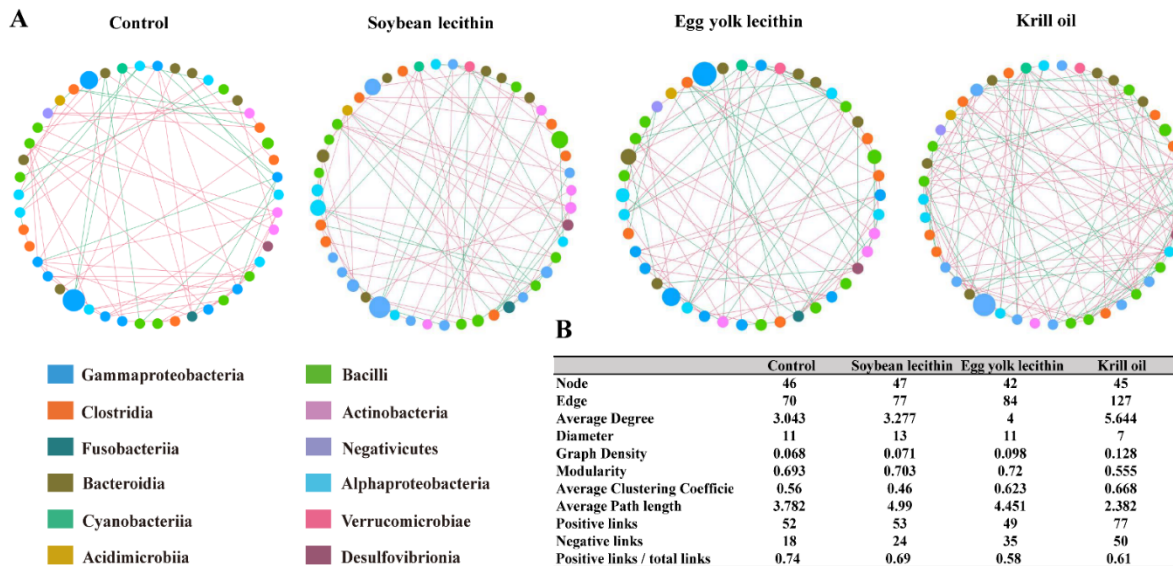 A
Control Soybean lecithin Egg yolk lecithin Krill oil
Gammaproteobacteria Bacilli
Clostridia Actinobacteria
Fusobacteriia Negativicutes
Bacteroidia Alphaproteobacteria
Cyanobacteriia Verrucomicrobiae
Acidimicrobiia Desulfovibrionia
B
Control Soybean lecithin Egg yolk lecithin Krill oil
Node 46 47 42 45
Edge 70 77 84 127
Average Degree 3.043 3.277 4 5.644
Diameter 11 13 11 7
Graph Density 0.068 0.071 0.098 0.128
Modularity 0.693 0.703 0.72 0.555
Average Clustering Coefficie 0.56 0.46 0.623 0.668
Average Path length 3.782 4.99 4.451 2.382
Positive links 52 53 49 77
Negative links 18 24 35 50
Positive links / total links 0.74 0.69 0.58 0.61